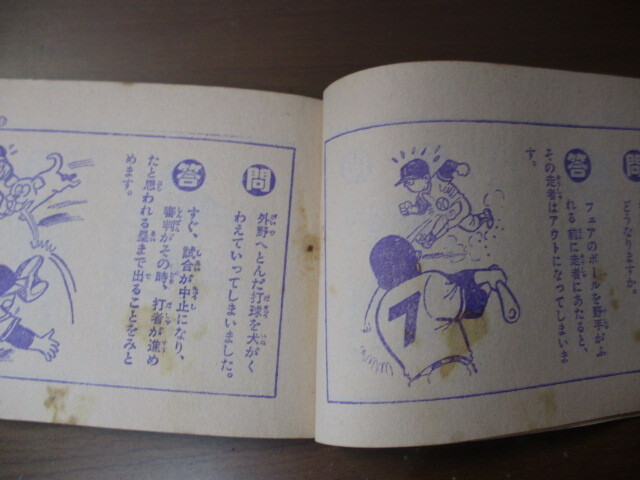 問
どうなりますか。
答
フェアのボールを野手がふ
れる前に走者にあたると、
その走者はアウトになってしまいま
す。
7
問
外野へとんだ打球を犬がく
わえていってしまいました。
答
すぐ、試合が中止になり、
審判がその時、打者が進め
たと思われる塁まで出ることをみと
めます。